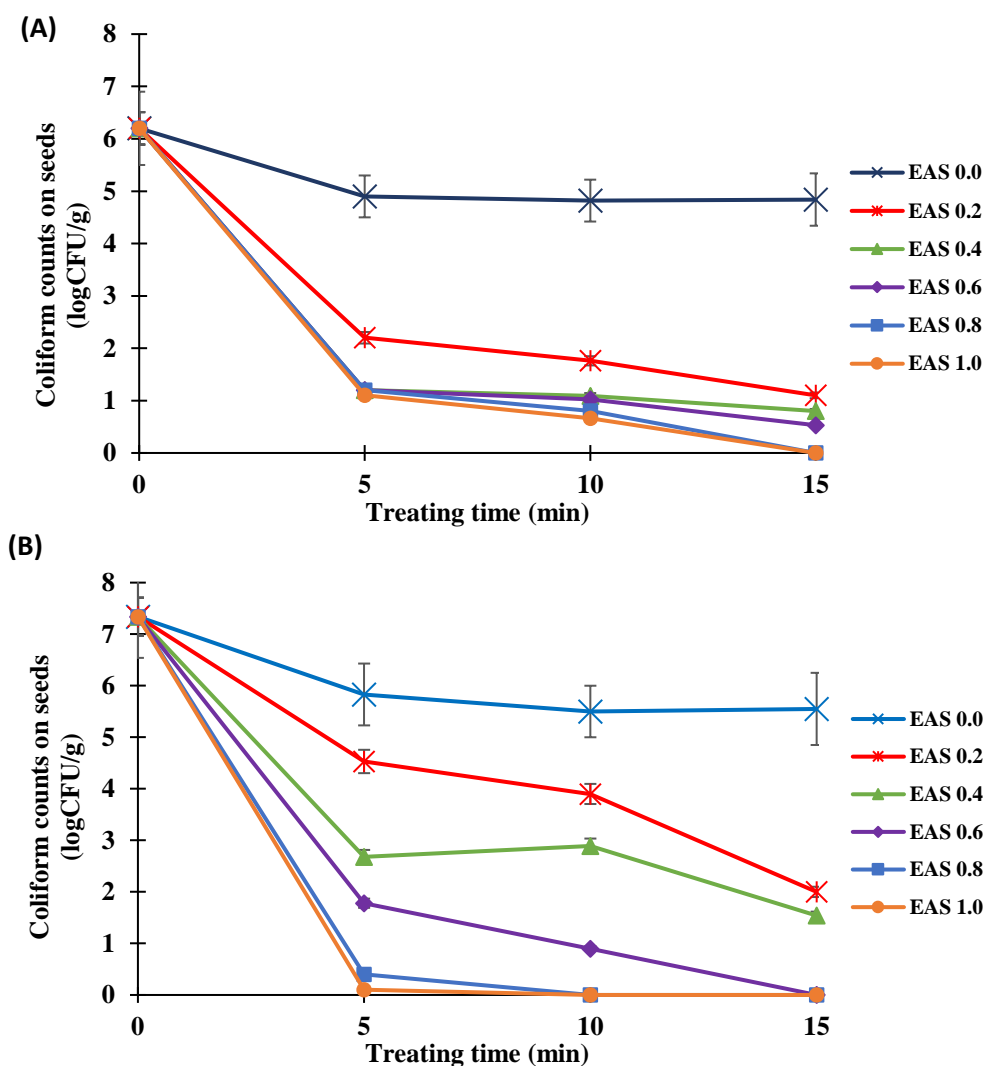 (A)
8
7
6
5
4
3
2
1
0
Coliform counts on seeds
(logCFU/g)
0 5 10 15
Treating time (min)
EAS 0.0
EAS 0.2
EAS 0.4
EAS 0.6
EAS 0.8
EAS 1.0
(B)
8
7
6
5
4
3
2
1
0
Coliform counts on seeds
(logCFU/g)
0 5 10 15
Treating time (min)
EAS 0.0
EAS 0.2
EAS 0.4
EAS 0.6
EAS 0.8
EAS 1.0